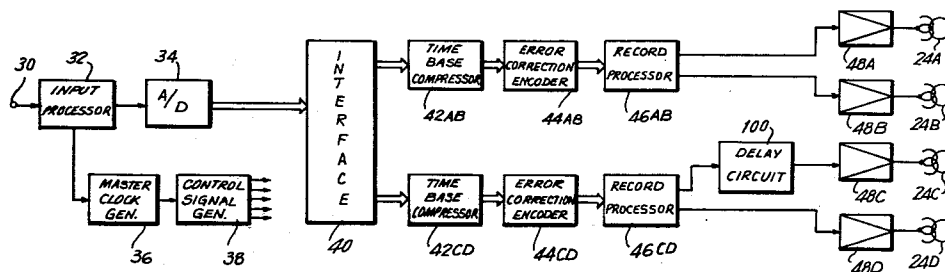 30
32
INPUT
PROCESSOR
34
A/D
MASTER
CLOCK
GEN.
36
CONTROL
SIGNAL
GEN.
38
INTERFACE
40
TIME
BASE
COMPRESSOR
42AB
ERROR
CORRECTION
ENCODER
44AB
RECORD
PROCESSOR
46AB
48A
24A
48B
24B
TIME
BASE
COMPRESSOR
42CD
ERROR
CORRECTION
ENCODER
44CD
RECORD
PROCESSOR
46CD
100
DELAY
CIRCUIT
48C
24C
48D
24D